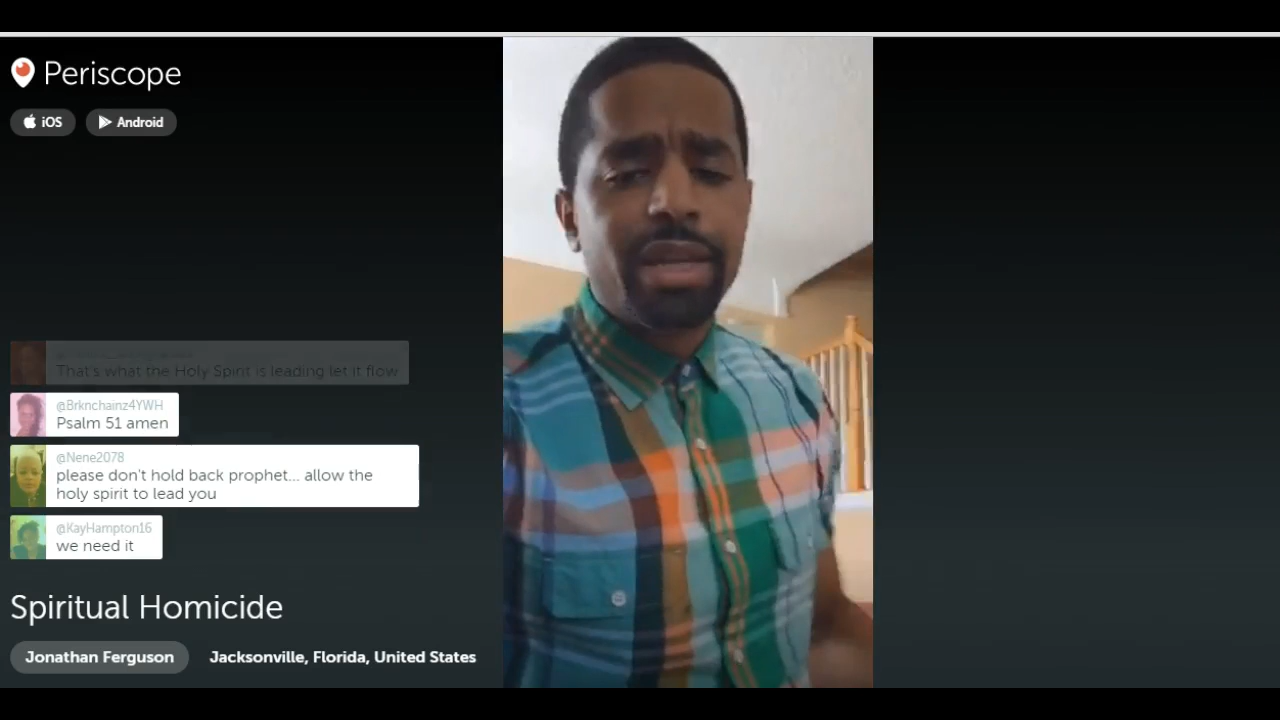 Periscope
iOS
Android
That's what the Holy Spirit is leading let it flow
@Brknchainz4YWH
Psalm 51 amen
@Nene2078
please don't hold back prophet... allow the
holy spirit to lead you
@KayHampton16
we need it
Spiritual Homicide
Jonathan Ferguson
Jacksonville, Florida, United States